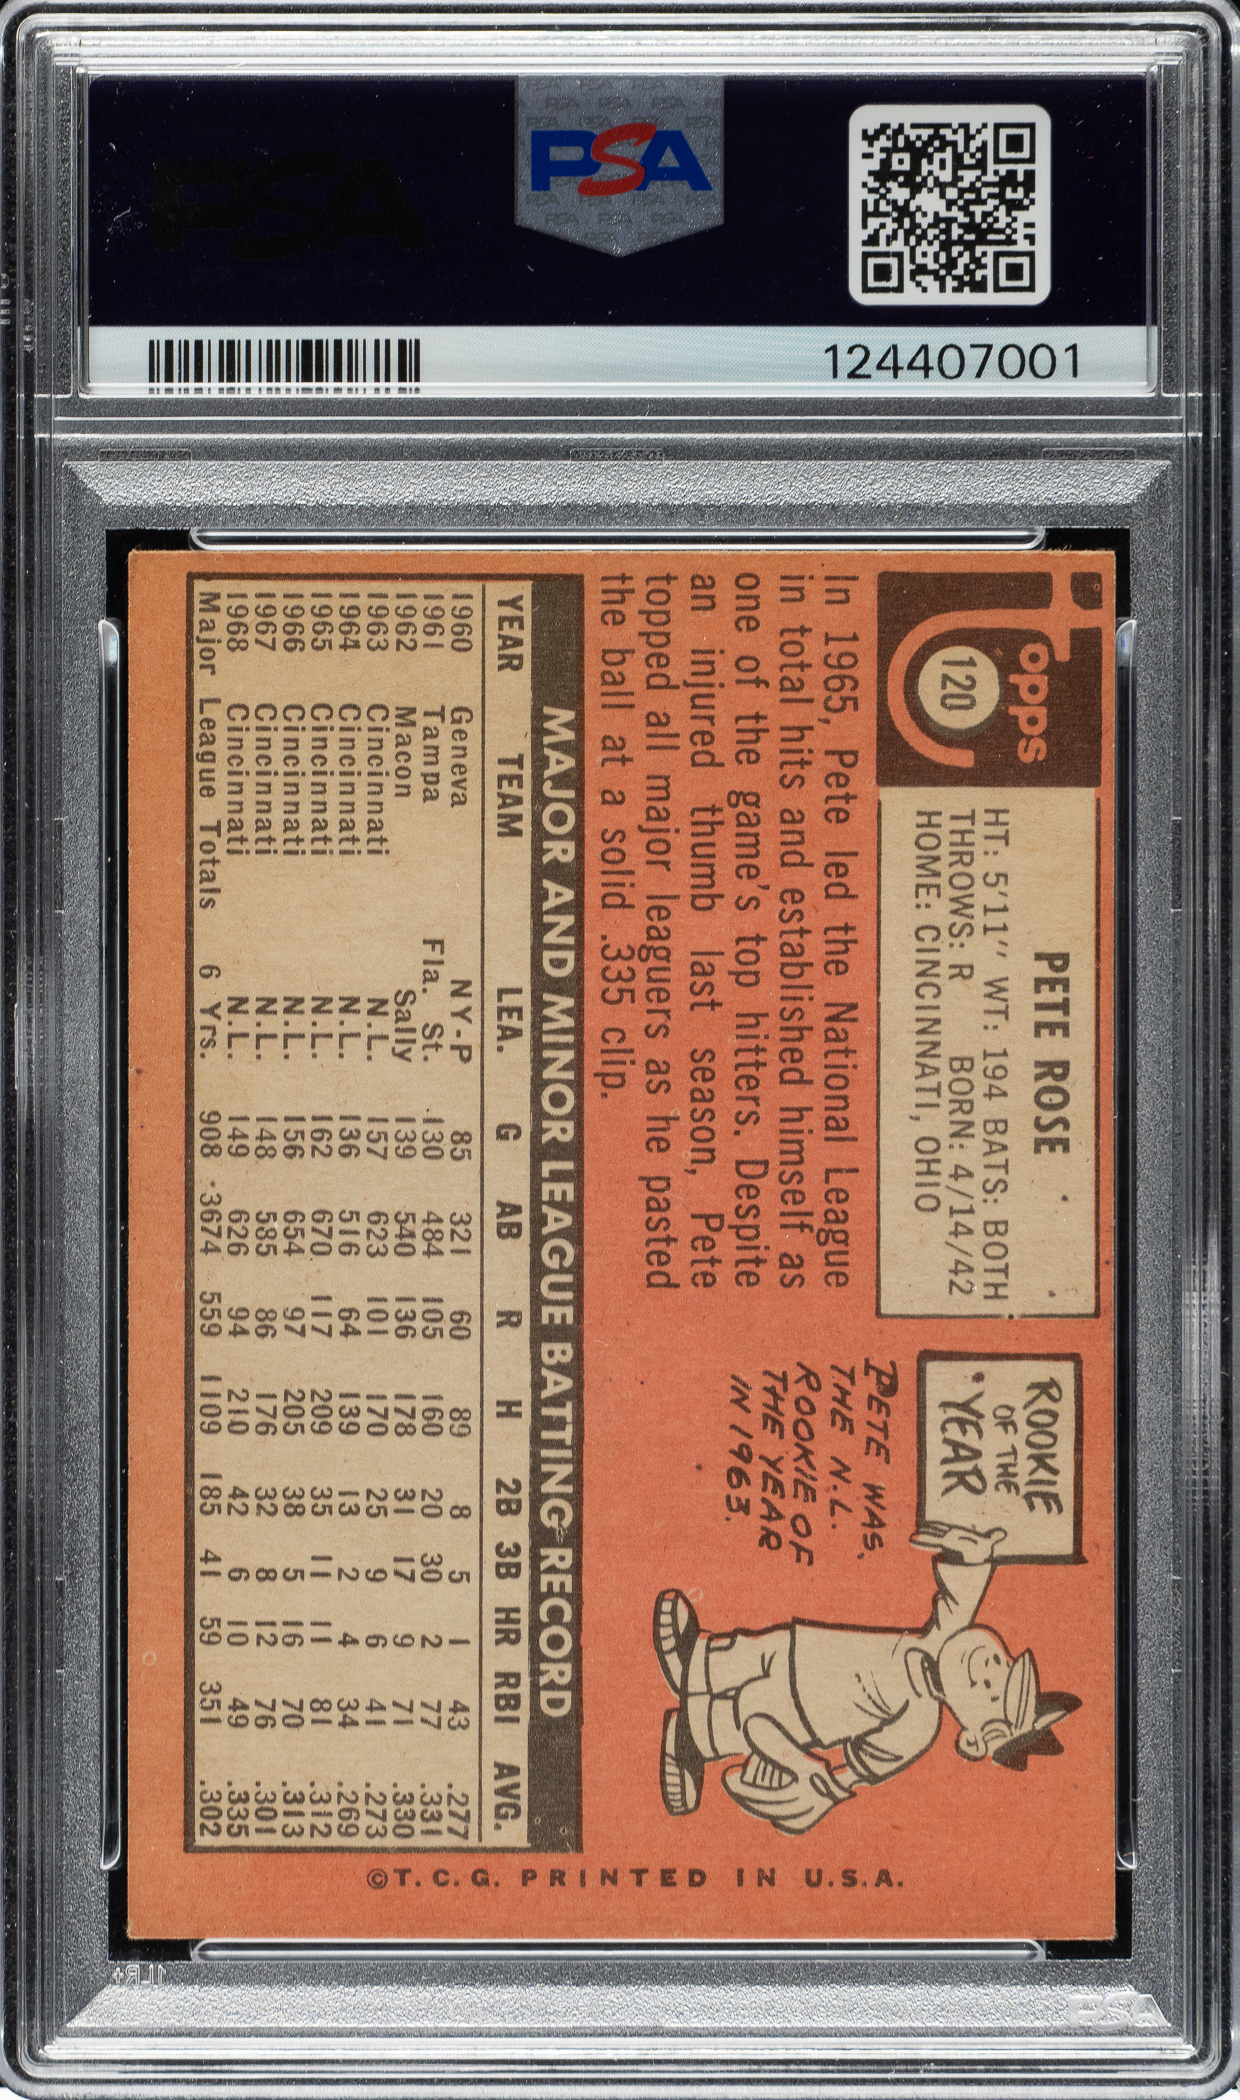 PSA
PSA
124407001
Topps
120
PETE ROSE
HT: 5'11" WT: 194 BATS: BOTH
THROWS: R BORN: 4/14/42
HOME: CINCINNATI, OHIO
In 1965, Pete led the National League
in total hits and established himself as
one of the game's top hitters. Despite
an injured thumb last season, Pete
topped all major leaguers as he pasted
the ball at a solid .335 clip.
ROOKIE
OF THE
YEAR
PETE WAS
THE N.L.
ROOKIE OF
THE YEAR
IN 1963.
MAJOR AND MINOR LEAGUE BATTING RECORD
YEAR TEAM LEA. G AB R H 2B 3B HR RBI AVG.
1960 Geneva NY-P 85 321 60 89 8 5 1 43 .277
1961 Tampa Fla. St. 130 484 105 160 20 30 2 77 .331
1962 Macon Sally 139 540 136 178 31 17 9 71 .330
1963 Cincinnati N.L. 157 623 101 170 25 9 6 41 .273
1964 Cincinnati N.L. 136 516 64 139 13 2 4 34 .269
1965 Cincinnati N.L. 162 670 117 209 35 11 11 81 .312
1966 Cincinnati N.L. 156 654 97 205 38 5 16 70 .313
1967 Cincinnati N.L. 148 585 86 176 32 8 12 76 .301
1968 Cincinnati N.L. 149 626 94 210 42 6 10 49 .335
Major League Totals 6 Yrs. 908 3674 559 1109 185 41 59 351 .302
©T.C.G. PRINTED IN U.S.A.
PSA